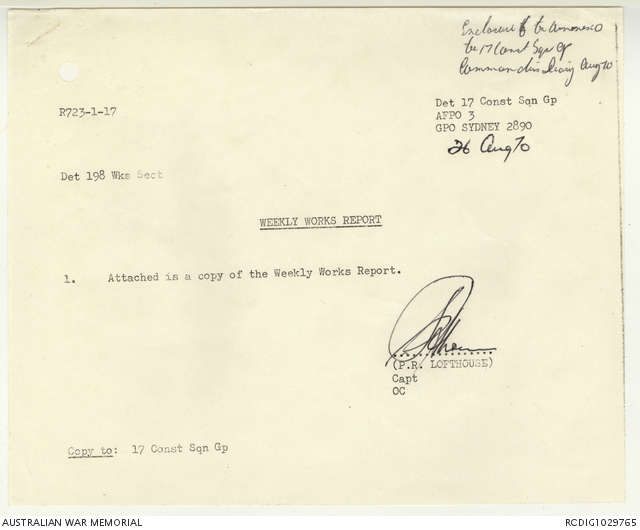 Enclosure to Annex D
to 17 Const Sqn Gp
Commanders Diary Aug 70
R723-1-17
Det 17 Const Sqn Gp
AFPO 3
GPO SYDNEY 2890
26 Aug 70
Det 198 Wks Sect
WEEKLY WORKS REPORT
1. Attached is a copy of the Weekly Works Report.
(P.R. LOFTHOUSE)
Capt
OC
Copy to: 17 Const Sqn Gp
AUSTRALIAN WAR MEMORIAL
RCDIG1029765